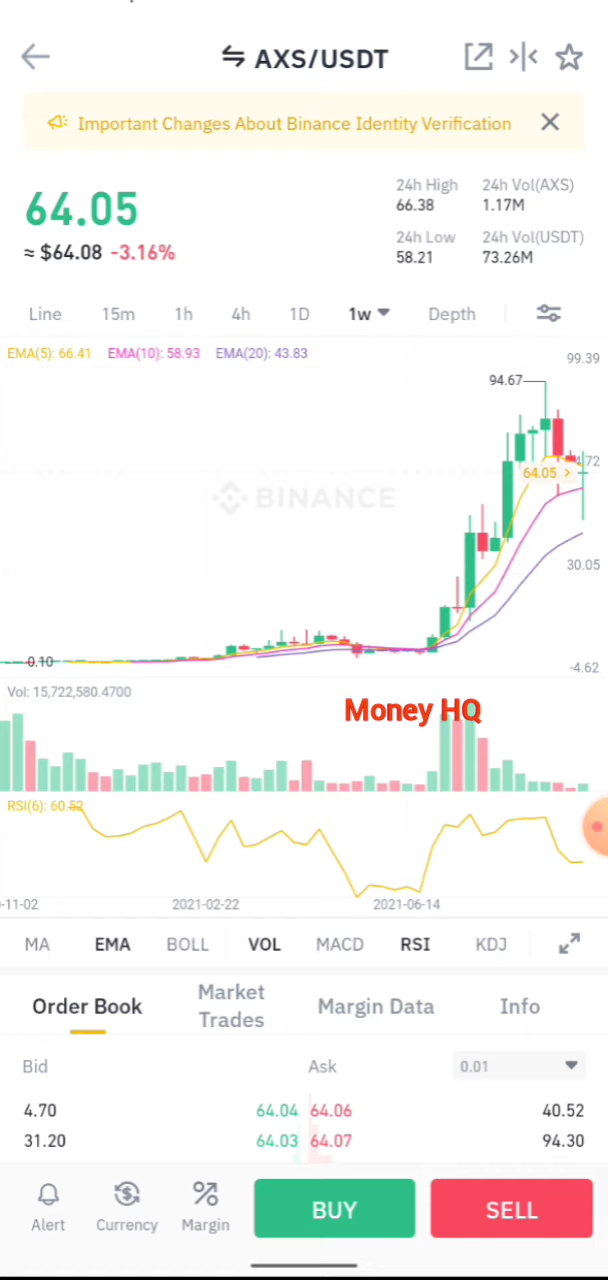 AXS/USDT
Important Changes About Binance Identity Verification
64.05
≈ $64.08 -3.16%
24h High
66.38
24h Vol(AXS)
1.17M
24h Low
58.21
24h Vol(USDT)
73.26M
Line 15m 1h 4h 1D 1w Depth
EMA(5): 66.41 EMA(10): 58.93 EMA(20): 43.83
99.39
94.67
64.05 >
BINANCE
30.05
0.10
-4.62
Vol: 15,722,580.4700
Money HQ
RSI(6): 60.52
-11-02 2021-02-22 2021-06-14
MA EMA BOLL VOL MACD RSI KDJ
Order Book Market Trades Margin Data Info
Bid Ask 0.01
4.70 64.04 64.06 40.52
31.20 64.03 64.07 94.30
Alert Currency Margin BUY SELL